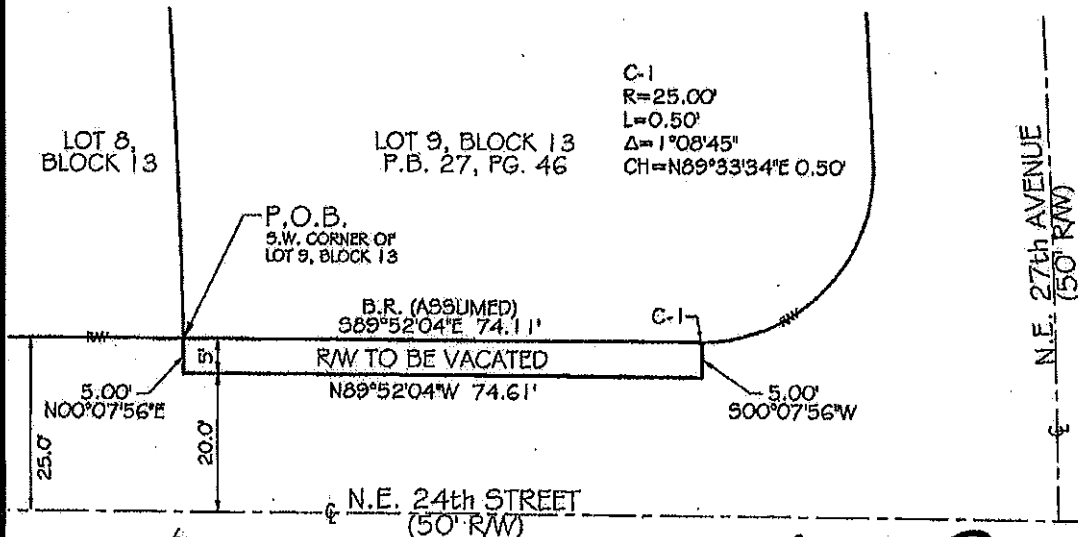 C-1
R=25.00'
L=0.50'
Δ=1°08'45"
CH=N89°33'34"E 0.50'
LOT 8,
BLOCK 13
LOT 9, BLOCK 13
P.B. 27, PG. 46
N.E. 27th AVENUE
(50' R/W)
P.O.B.
S.W. CORNER OF
LOT 9, BLOCK 13
B.R. (ASSUMED)
S89°52'04"E 74.11'
C-1
R/W
R/W
5'
R/W TO BE VACATED
N89°52'04"W 74.61'
5.00'
N00°07'56"E
5.00'
S00°07'56"W
25.0'
20.0'
℄
℄ N.E. 24th STREET
(50' R/W)